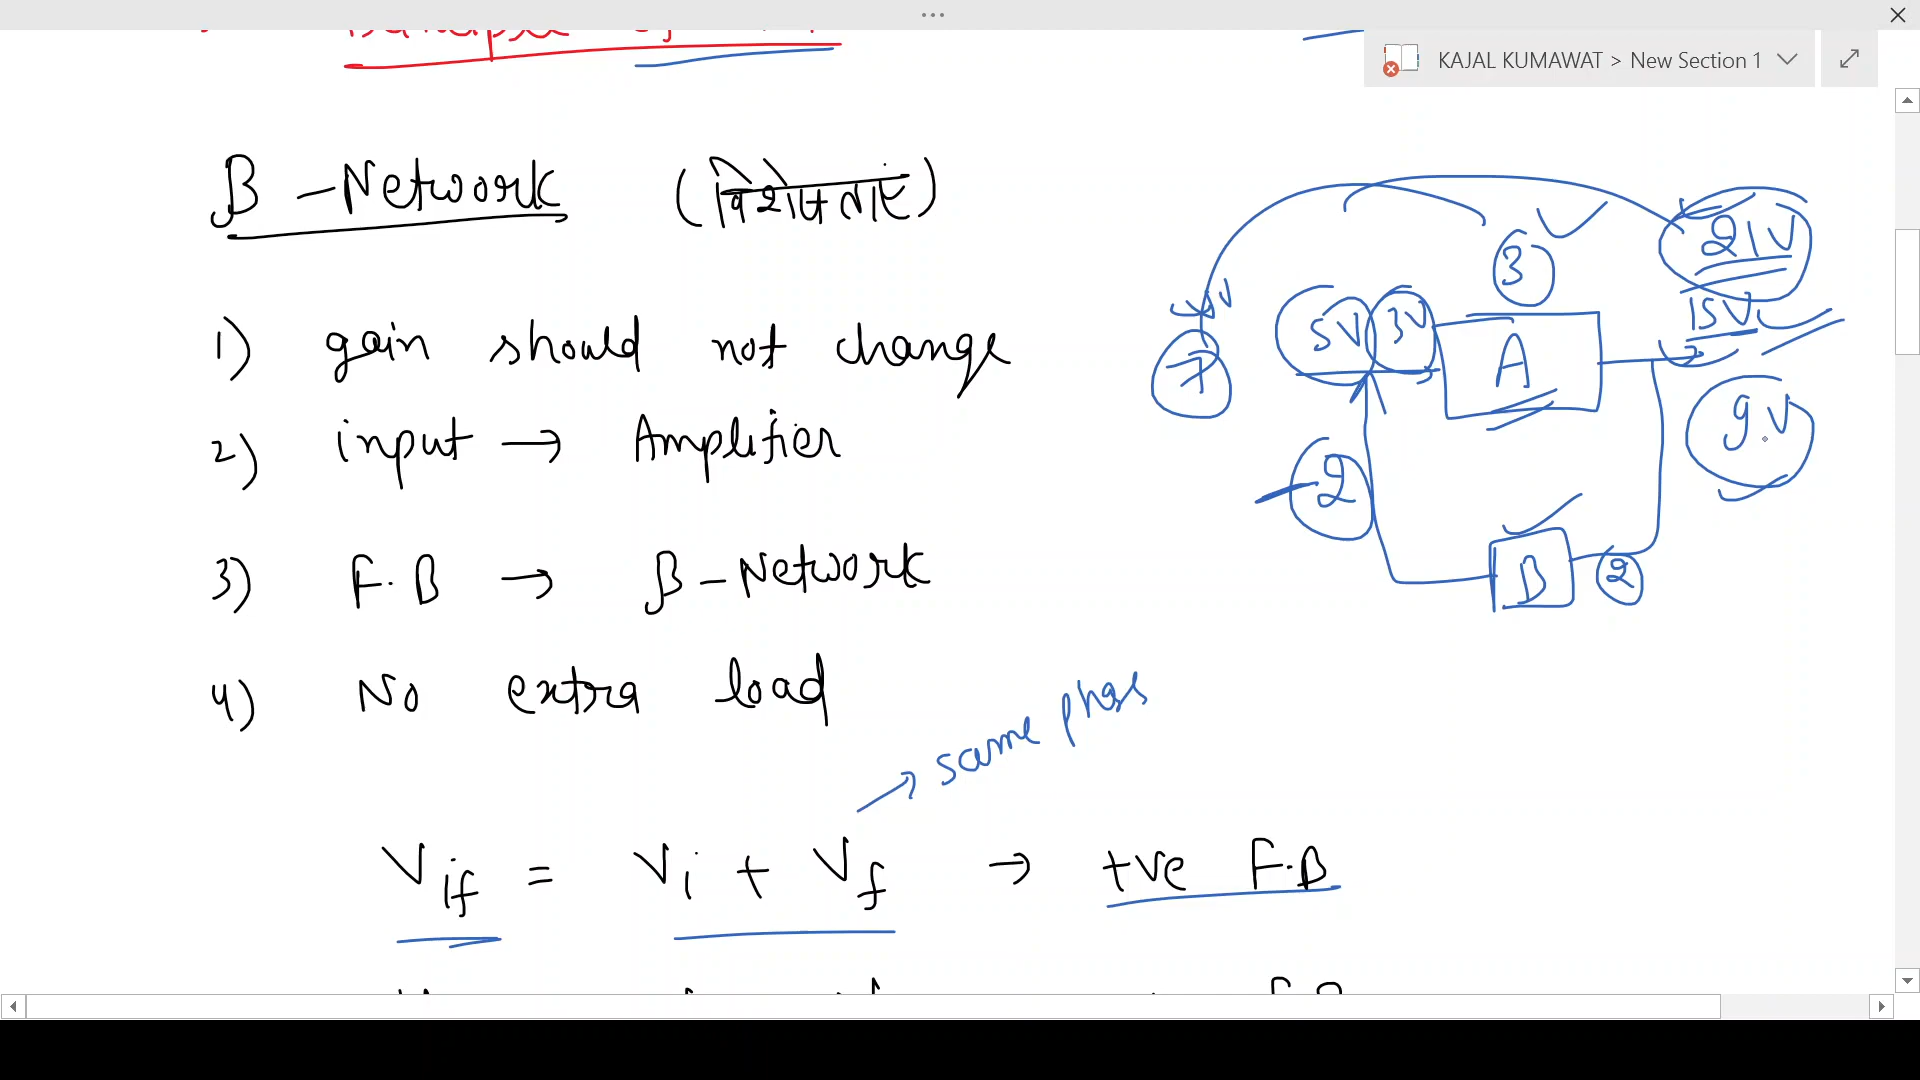 KAJAL KUMAWAT > New Section 1
β - Network (विशेषताएं)
1) gain should not change
2) input → Amplifier
3) F.B → β - Network
4) No extra load
same phas
Vif = Vi + Vf → +ve F.B
3
21V
15V
5V
3V
A
7
9V
2
B
2